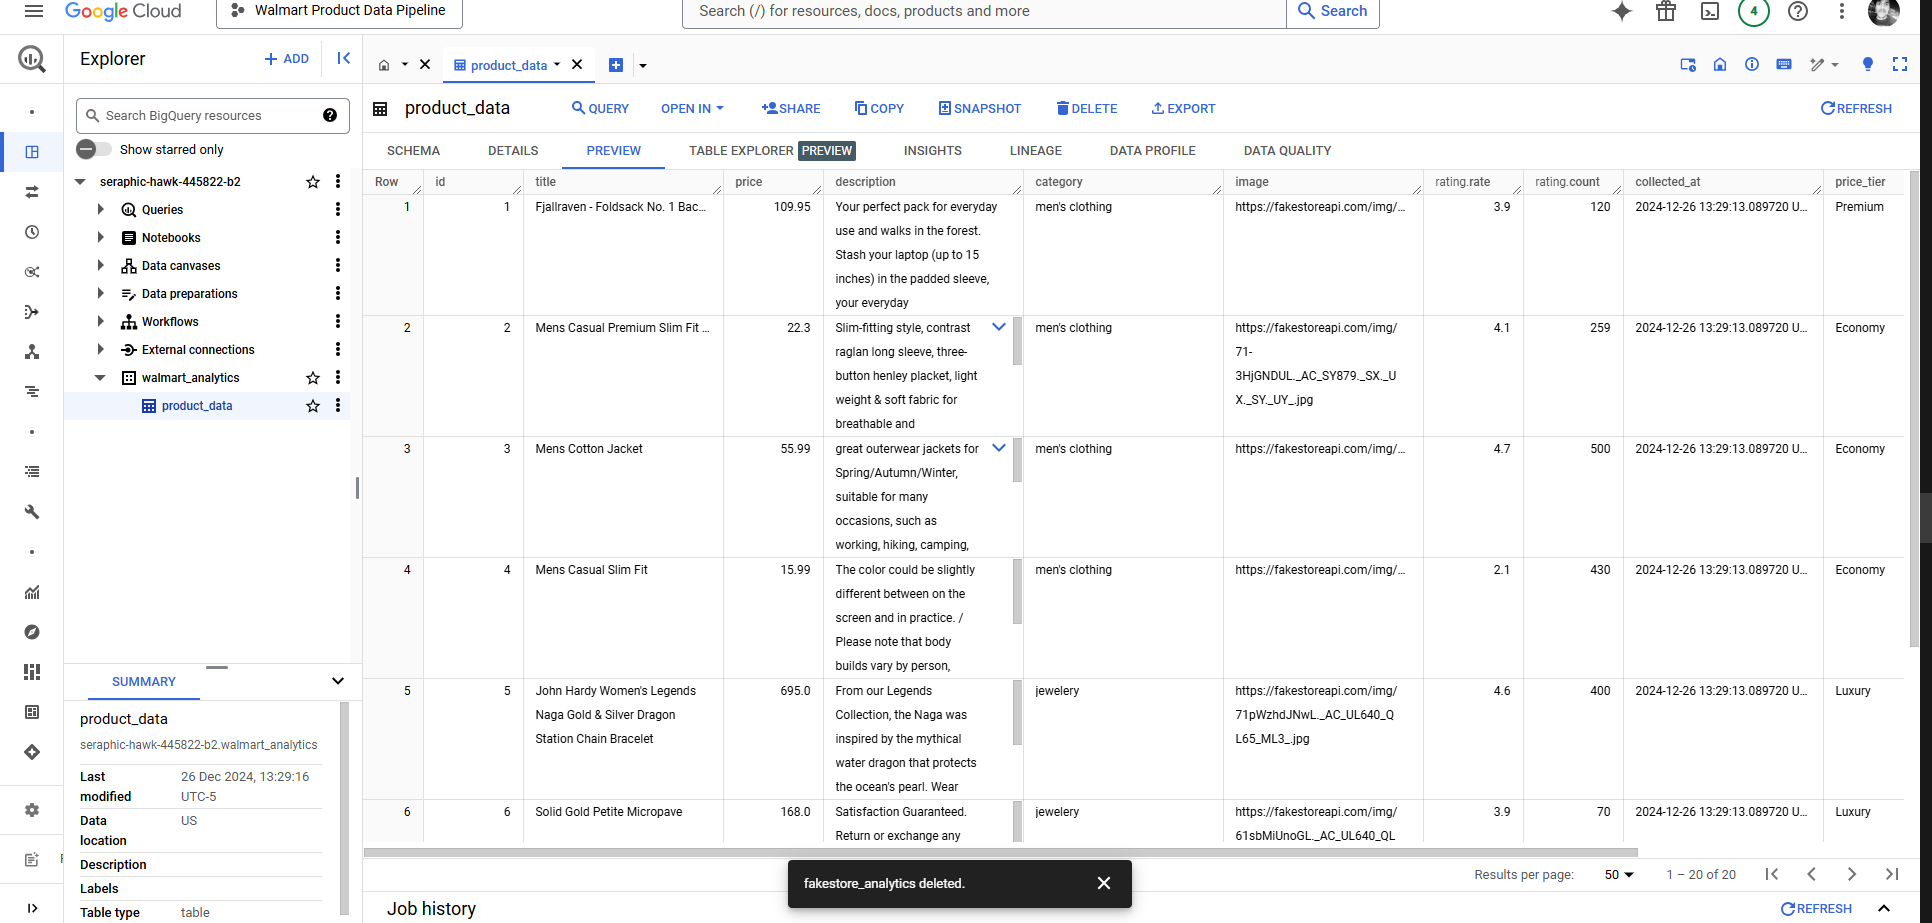 Google Cloud
Walmart Product Data Pipeline
Search (/) for resources, docs, products and more
Search
4
Explorer
ADD
product_data
Search BigQuery resources
Show starred only
seraphic-hawk-445822-b2
Queries
Notebooks
Data canvases
Data preparations
Workflows
External connections
walmart_analytics
product_data
SUMMARY
product_data
seraphic-hawk-445822-b2.walmart_analytics
Last modified 26 Dec 2024, 13:29:16 UTC-5
Data location US
Description
Labels
Table type table
product_data
QUERY
OPEN IN
SHARE
COPY
SNAPSHOT
DELETE
EXPORT
REFRESH
SCHEMA
DETAILS
PREVIEW
TABLE EXPLORER PREVIEW
INSIGHTS
LINEAGE
DATA PROFILE
DATA QUALITY
Row id title price description category image rating.rate rating.count collected_at price_tier
1 1 Fjallraven - Foldsack No. 1 Bac... 109.95 Your perfect pack for everyday men's clothing https://fakestoreapi.com/img/... 3.9 120 2024-12-26 13:29:13.089720 U... Premium
use and walks in the forest.
Stash your laptop (up to 15
inches) in the padded sleeve,
your everyday
2 2 Mens Casual Premium Slim Fit ... 22.3 Slim-fitting style, contrast men's clothing https://fakestoreapi.com/img/ 4.1 259 2024-12-26 13:29:13.089720 U... Economy
raglan long sleeve, three- 71-
button henley placket, light 3HjGNDUL._AC_SY879._SX._U
weight & soft fabric for X._SY._UY_.jpg
breathable and
3 3 Mens Cotton Jacket 55.99 great outerwear jackets for men's clothing https://fakestoreapi.com/img/... 4.7 500 2024-12-26 13:29:13.089720 U... Economy
Spring/Autumn/Winter,
suitable for many
occasions, such as
working, hiking, camping,
4 4 Mens Casual Slim Fit 15.99 The color could be slightly men's clothing https://fakestoreapi.com/img/... 2.1 430 2024-12-26 13:29:13.089720 U... Economy
different between on the
screen and in practice. /
Please note that body
builds vary by person,
5 5 John Hardy Women's Legends 695.0 From our Legends jewelery https://fakestoreapi.com/img/ 4.6 400 2024-12-26 13:29:13.089720 U... Luxury
Naga Gold & Silver Dragon Collection, the Naga was 71pWzhdJNwL._AC_UL640_Q
Station Chain Bracelet inspired by the mythical L65_ML3_.jpg
water dragon that protects
the ocean's pearl. Wear
6 6 Solid Gold Petite Micropave 168.0 Satisfaction Guaranteed. jewelery https://fakestoreapi.com/img/ 3.9 70 2024-12-26 13:29:13.089720 U... Luxury
Return or exchange any 61sbMiUnoGL._AC_UL640_QL
fakestore_analytics deleted.
Results per page: 50 1 – 20 of 20
Job history
REFRESH